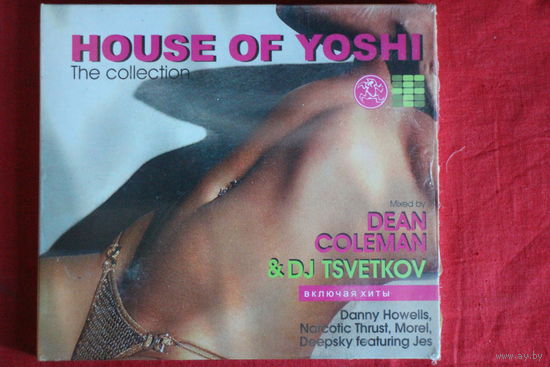 HOUSE OF YOSHI
The collection
Mixed by
DEAN
COLEMAN
& DJ TSVETKOV
включая хиты
Danny Howells,
Narcotic Thrust, Morel,
Deepsky featuring Jes
www.ay.by